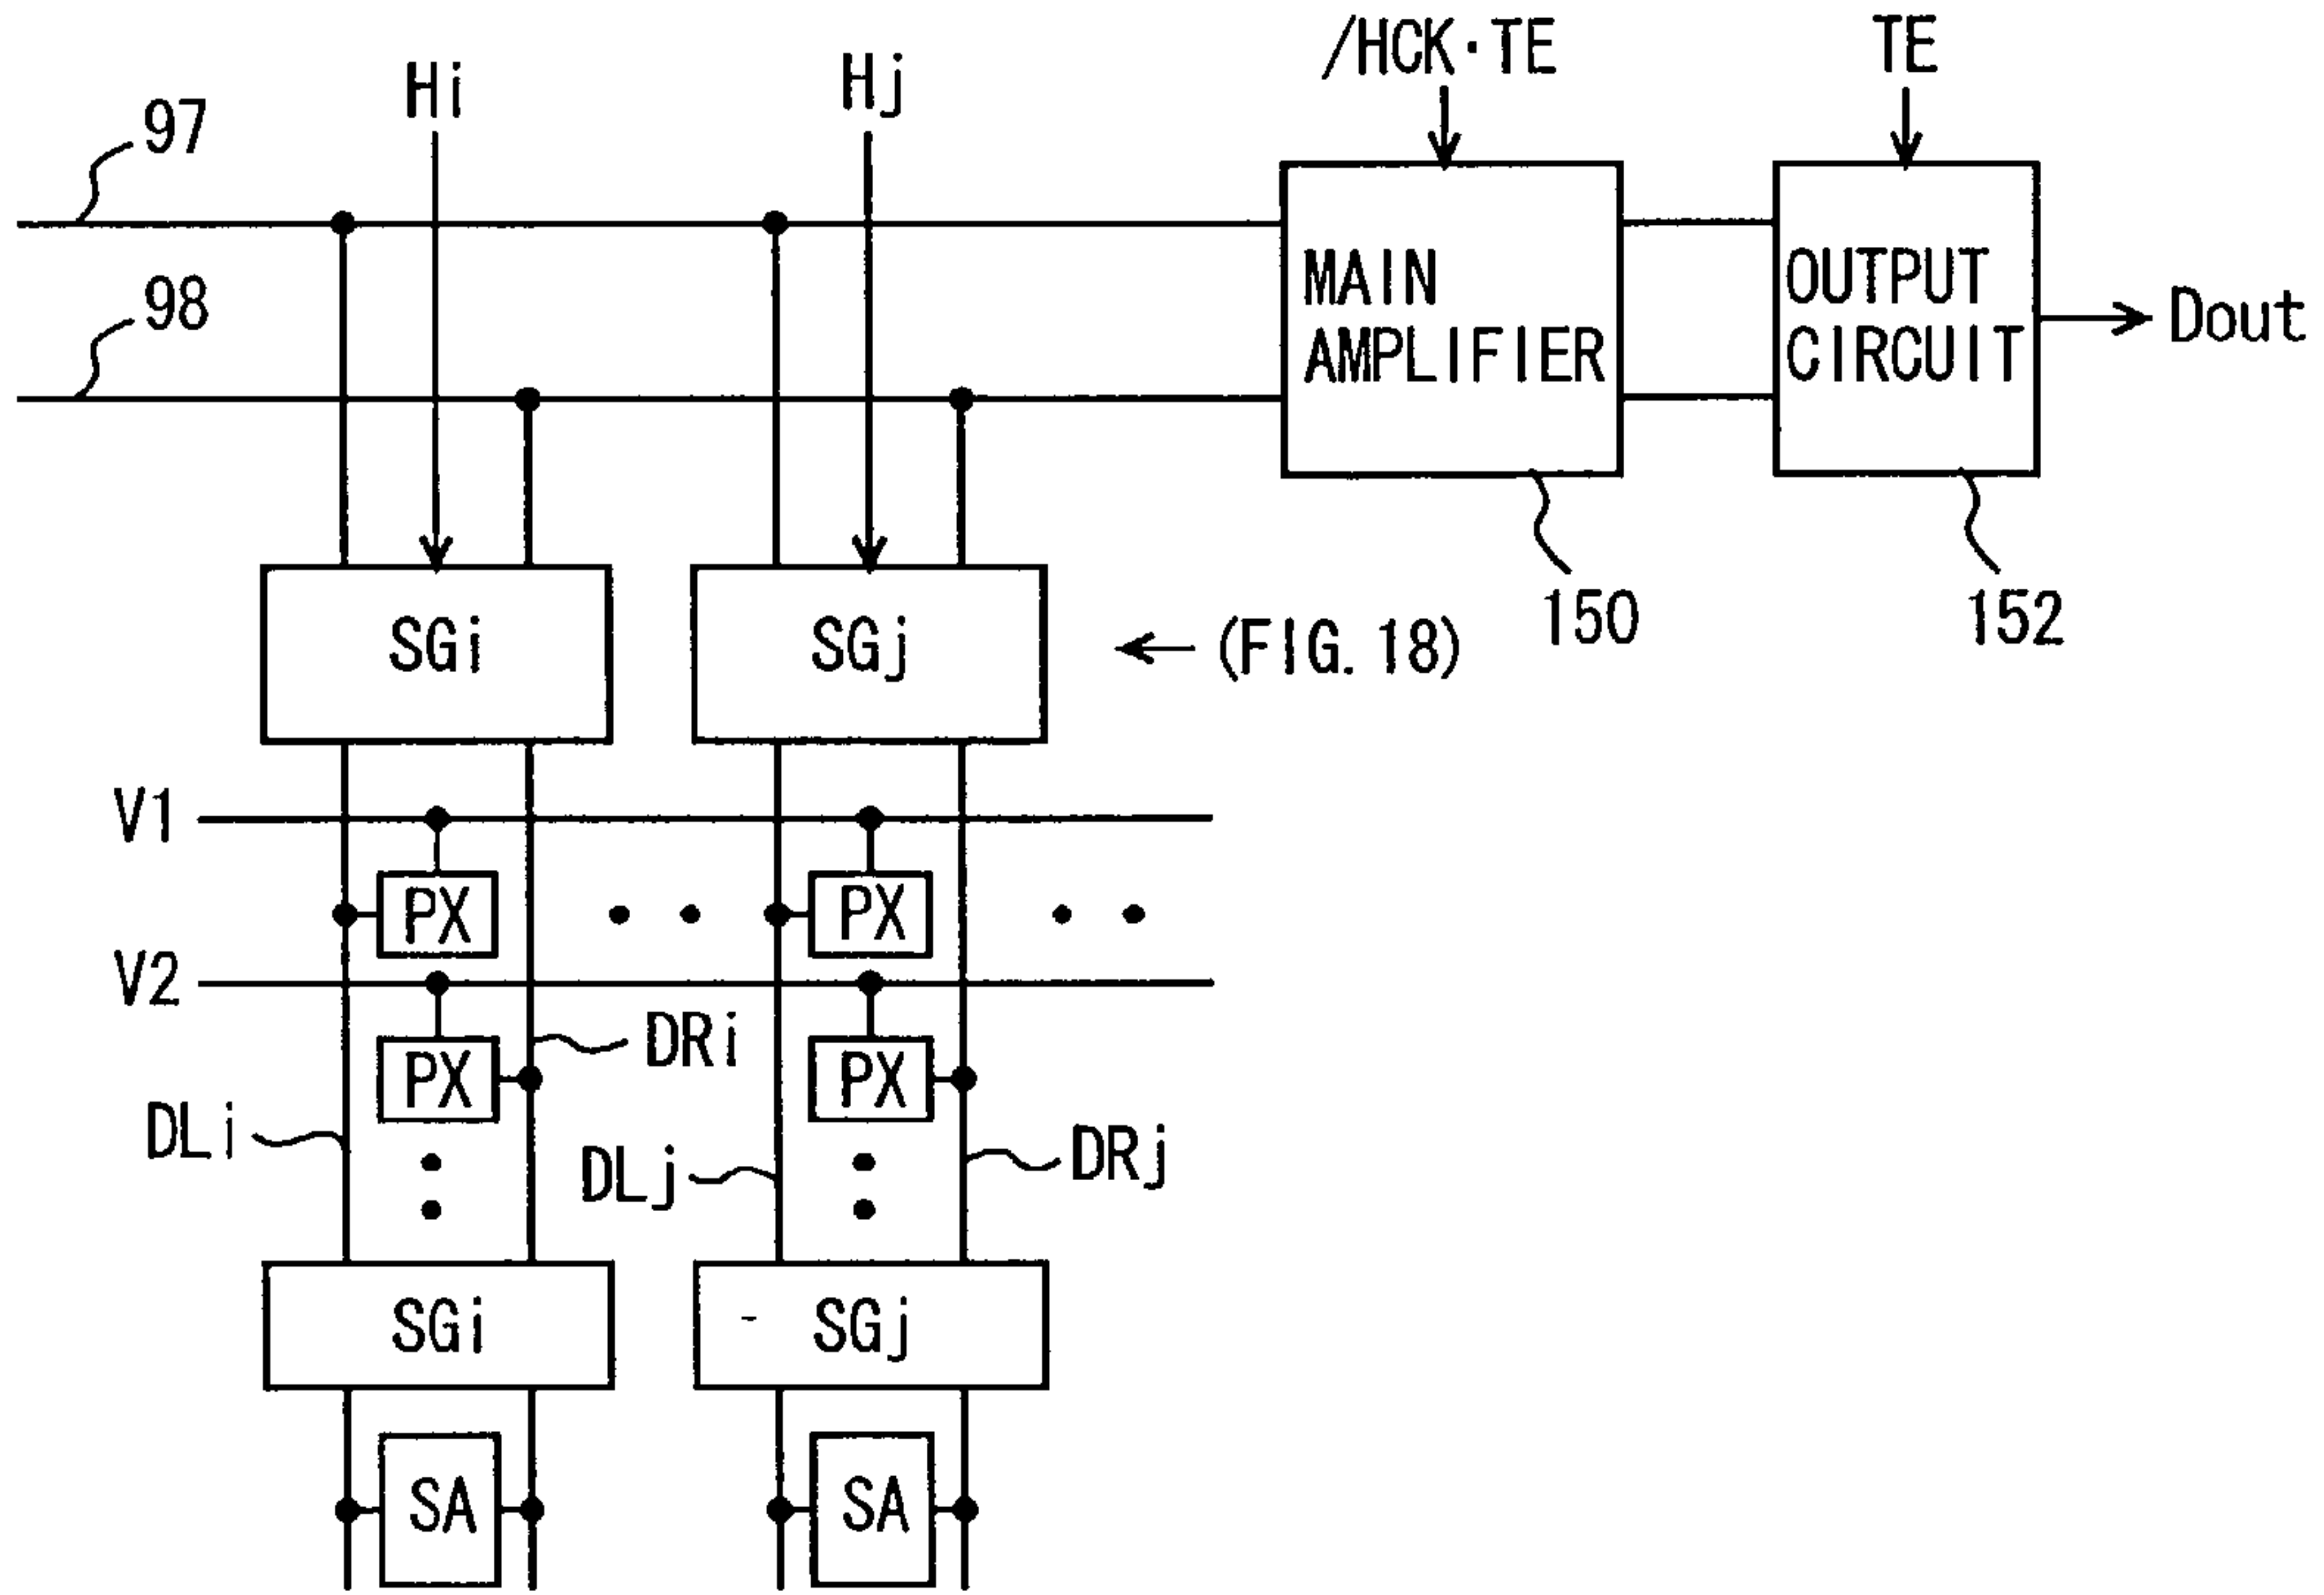 /HCK·TE
TE
Hi
Hj
97
98
MAIN
AMPLIFIER
OUTPUT
CIRCUIT
Dout
150
152
SGi
SGj
(FIG. 18)
V1
PX
PX
V2
DRi
PX
PX
DLi
DLj
DRj
SGi
SGj
SA
SA